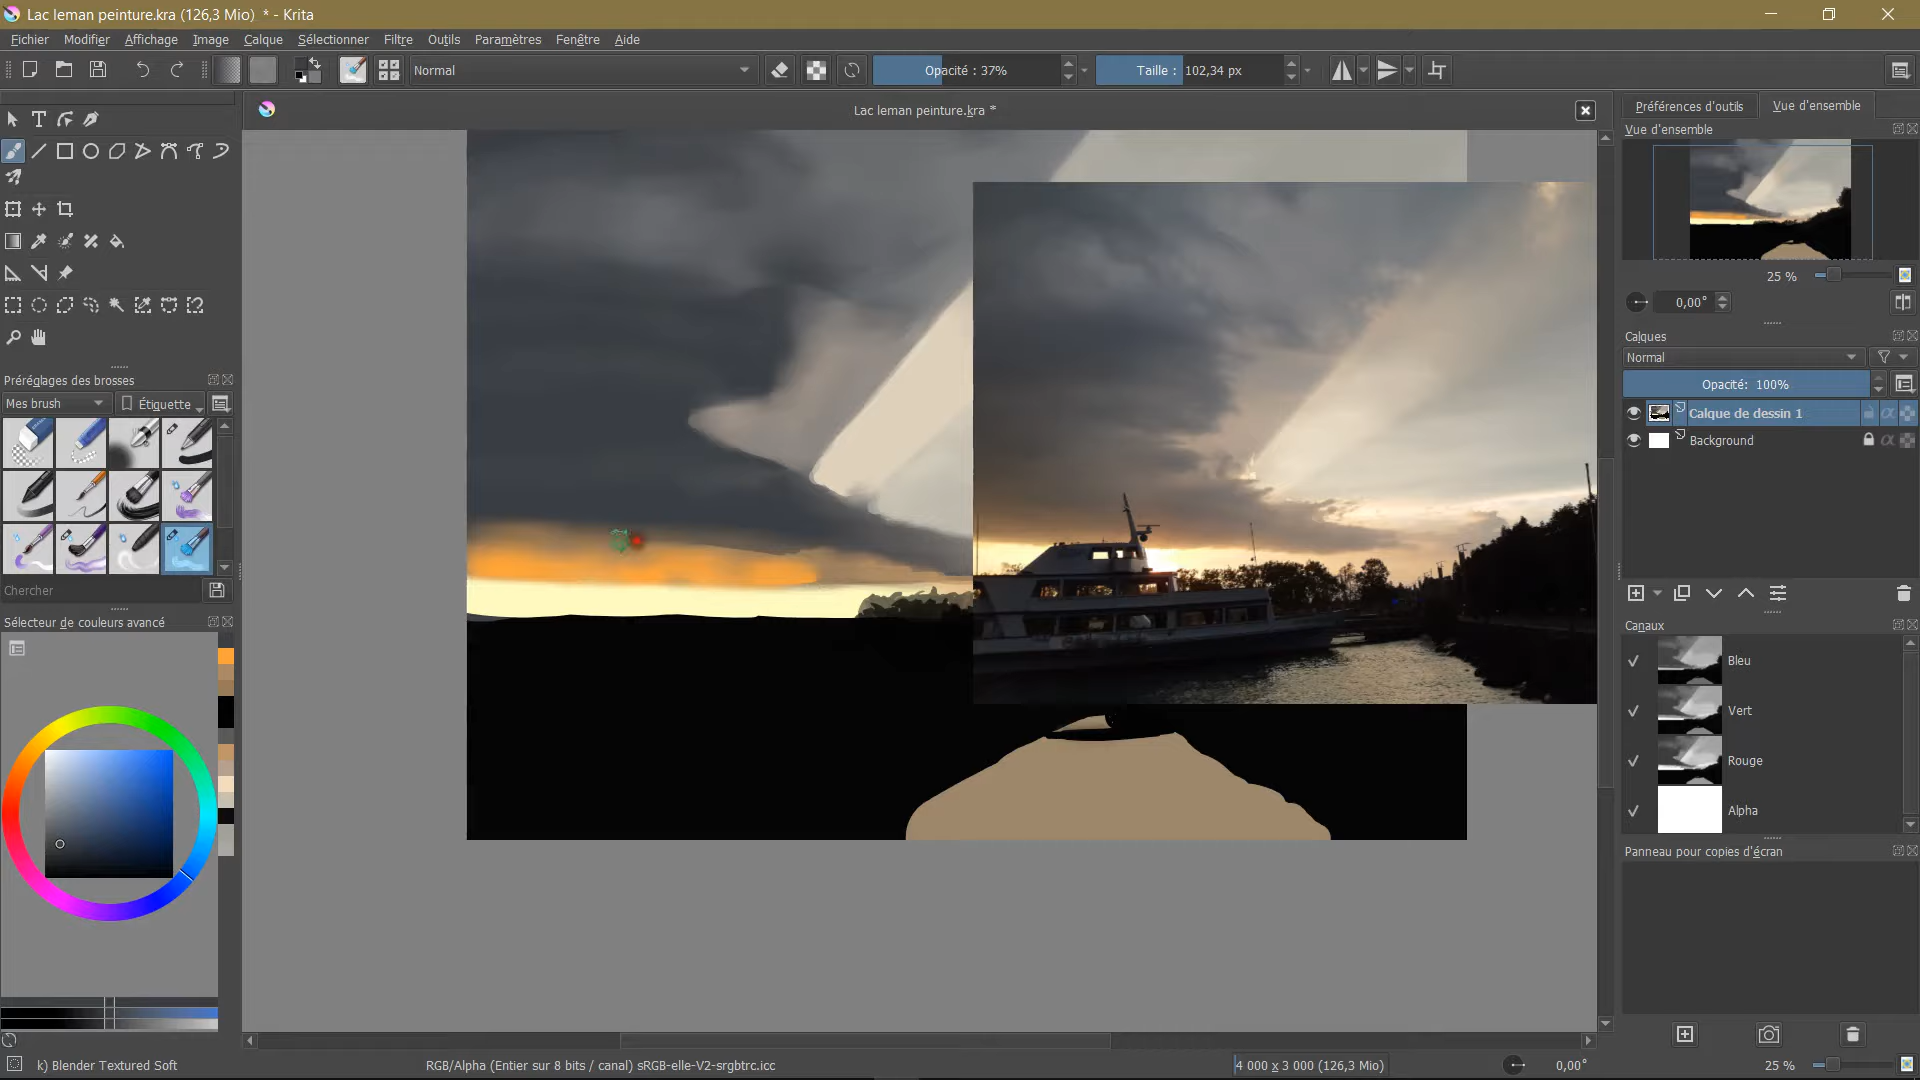 Lac leman peinture.kra (126,3 Mio)  * - Krita
Fichier Modifier Affichage Image Calque Sélectionner Filtre Outils Paramètres Fenêtre Aide
Normal
Opacité : 37%
Taille : 102,34 px
Lac leman peinture.kra *
Préférences d'outils
Vue d'ensemble
Vue d'ensemble
25 %
0,00°
Calques
Normal
Opacité: 100%
Calque de dessin 1
Background
Canaux
Bleu
Vert
Rouge
Alpha
Panneau pour copies d'écran
Préréglages des brosses
Mes brush
Étiquette
Chercher
Sélecteur de couleurs avancé
k) Blender Textured Soft
RGB/Alpha (Entier sur 8 bits / canal) sRGB-elle-V2-srgbtrc.icc
4 000 x 3 000 (126,3 Mio)
0,00°
25 %